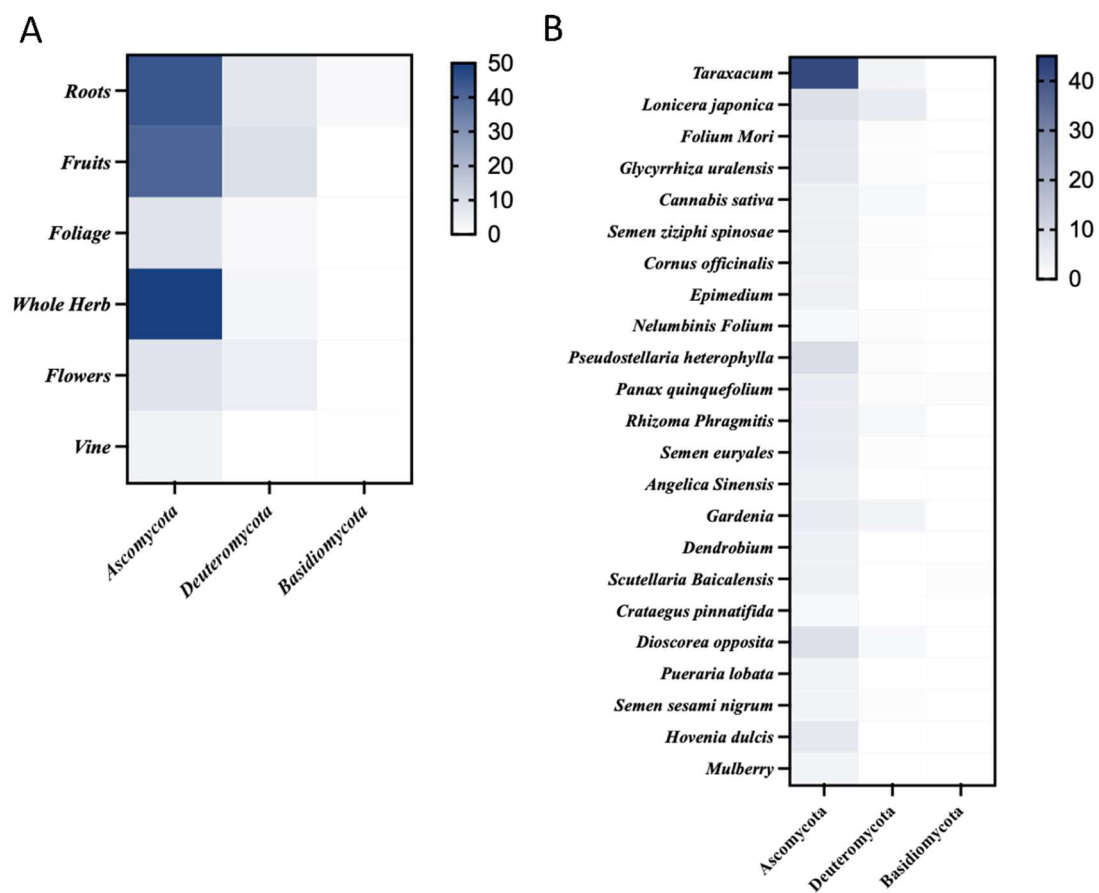 A
Roots
Fruits
Foliage
Whole Herb
Flowers
Vine
Ascomycota
Deuteromycota
Basidiomycota
50
40
30
20
10
0
B
Taraxacum
Lonicera japonica
Folium Mori
Glycyrrhiza uralensis
Cannabis sativa
Semen ziziphi spinosae
Cornus officinalis
Epimedium
Nelumbinis Folium
Pseudostellaria heterophylla
Panax quinquefolium
Rhizoma Phragmitis
Semen euryales
Angelica Sinensis
Gardenia
Dendrobium
Scutellaria Baicalensis
Crataegus pinnatifida
Dioscorea opposita
Pueraria lobata
Semen sesami nigrum
Hovenia dulcis
Mulberry
Ascomycota
Deuteromycota
Basidiomycota
40
30
20
10
0